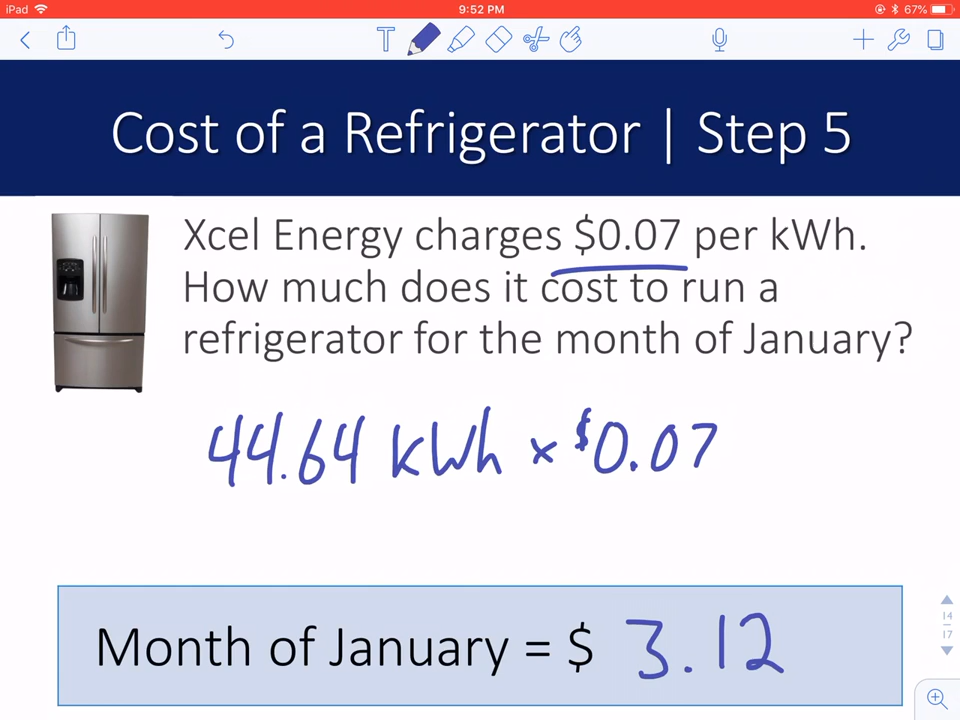 iPad 9:52 PM 67%
T
Cost of a Refrigerator | Step 5
Xcel Energy charges $0.07 per kWh.
How much does it cost to run a
refrigerator for the month of January?
44.64 kWh × $0.07
Month of January = $ 3.12
14
17